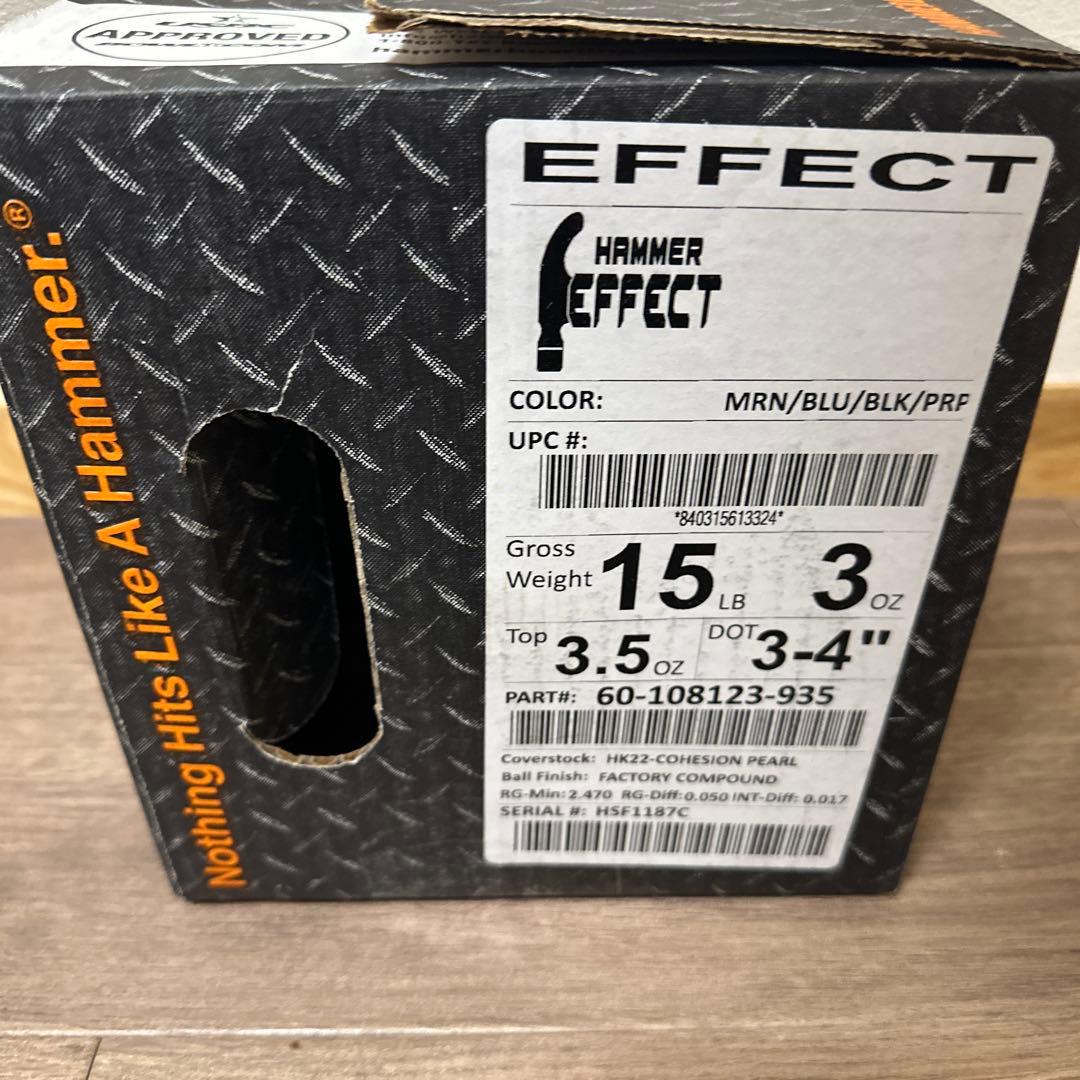 APPROVED
Nothing Hits Like A Hammer.®
EFFECT
HAMMER
EFFECT
COLOR: MRN/BLU/BLK/PRP
UPC #:
*840315613324*
Gross Weight 15 LB 3 OZ
Top 3.5 OZ DOT 3-4"
PART#: 60-108123-935
Coverstock: HK22-COHESION PEARL
Ball Finish: FACTORY COMPOUND
RG-Min: 2.470 RG-Diff: 0.050 INT-Diff: 0.017
SERIAL #: HSF1187C